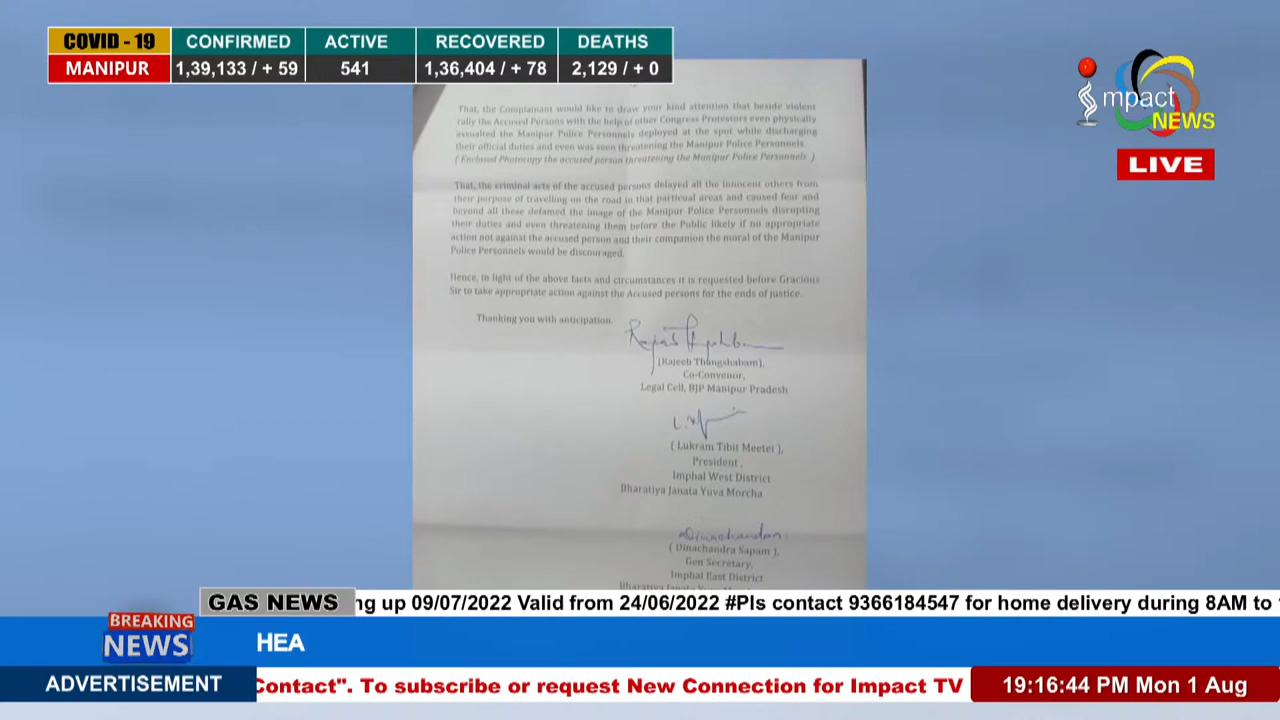 COVID - 19 CONFIRMED ACTIVE RECOVERED DEATHS
MANIPUR 1,39,133 / + 59 541 1,36,404 / + 78 2,129 / + 0
mpact
NEWS
LIVE
That, the Complainant would like to draw your kind attention that beside violent
rally the Accused Persons with the help of other Congress Protestors even physically
assualted the Manipur Police Personnels deployed at the spot while discharging
their official duties and even was seen threatening the Manipur Police Personnels.
( Enclosed Photocopy the accused person threatening the Manipur Police Personnels )
That, the criminal acts of the accused persons delayed all the innocent others from
their purpose of travelling on the road in that particual areas and caused fear and
beyond all these defamed the image of the Manipur Police Personnels disrupting
their duties and even threatening them before the Public likely if no appropriate
action not against the accused person and their companion the moral of the Manipur
Police Personnels would be discouraged.
Hence, in light of the above facts and circumstances it is requested before Gracious
Sir to take appropriate action against the Accused persons for the ends of justice.
Thanking you with anticipation.
(Rajeeb Thangshabam),
Co-Convenor,
Legal Cell, BJP Manipur Pradesh
( Lukram Tibit Meetei ),
President ,
Imphal West District
Bharatiya Janata Yuva Morcha
Dinachandra
( Dinachandra Sapam ),
Gen Secretary,
Imphal East District
Bharatiya Janata Yuva
GAS NEWS ng up 09/07/2022 Valid from 24/06/2022 #Pls contact 9366184547 for home delivery during 8AM to
BREAKING
NEWS HEA
ADVERTISEMENT Contact". To subscribe or request New Connection for Impact TV 19:16:44 PM Mon 1 Aug